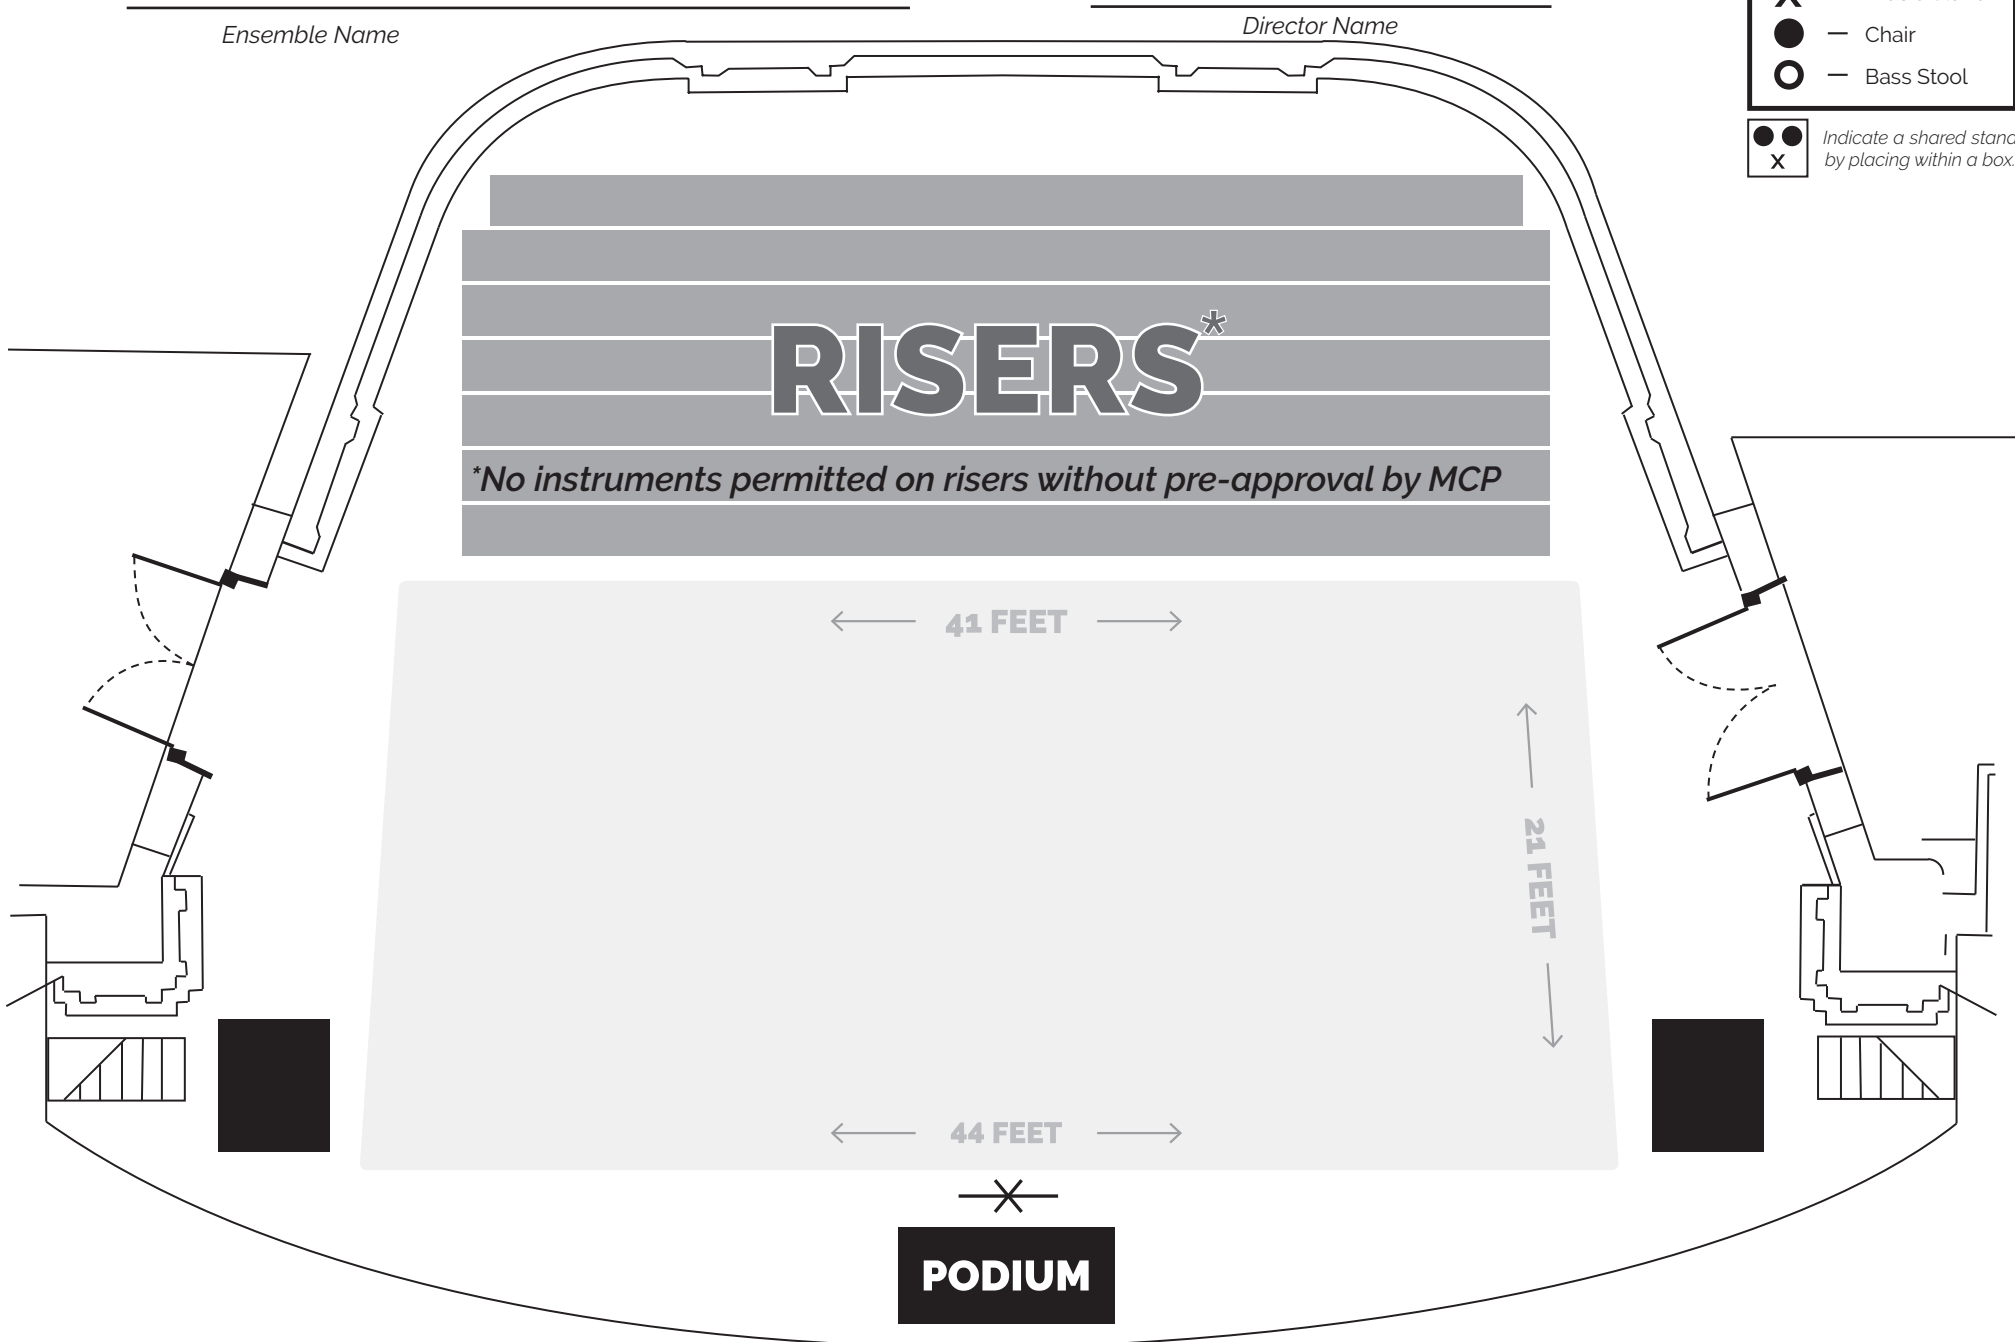 Ensemble Name
Director Name
X
— Chair
— Bass Stool
Indicate a shared stand
by placing within a box.
X
RISERS*
*No instruments permitted on risers without pre-approval by MCP
41 FEET
21 FEET
44 FEET
PODIUM